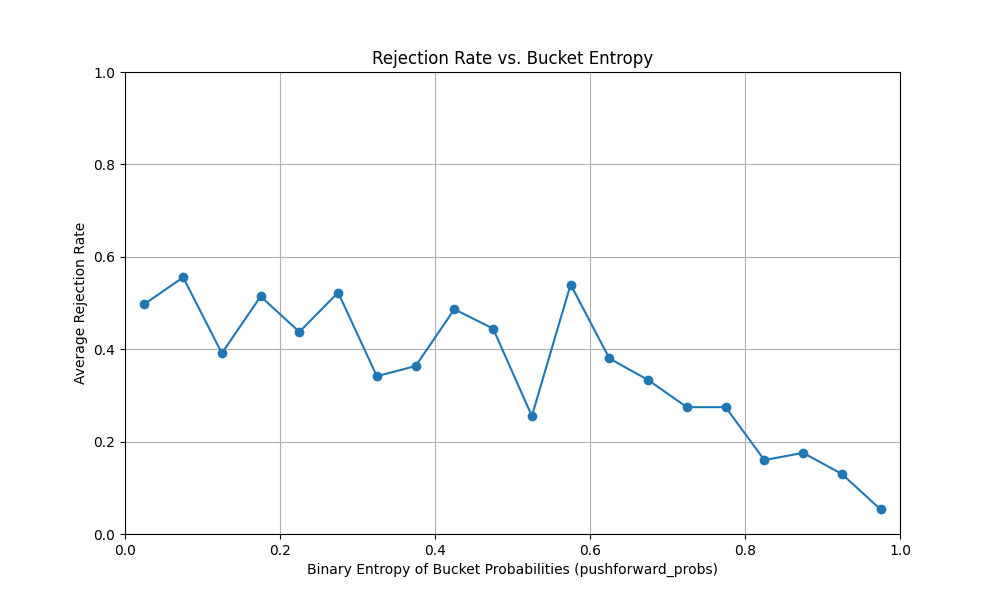 Rejection Rate vs. Bucket Entropy
1.0
0.8
0.6
0.4
0.2
0.0
Average Rejection Rate
0.0 0.2 0.4 0.6 0.8 1.0
Binary Entropy of Bucket Probabilities (pushforward_probs)